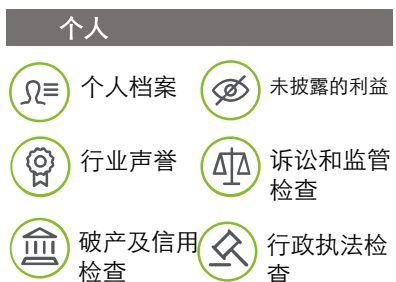 个人
个人档案
未披露的利益
行业声誉
诉讼和监管
检查
破产及信用
检查
行政执法检
查